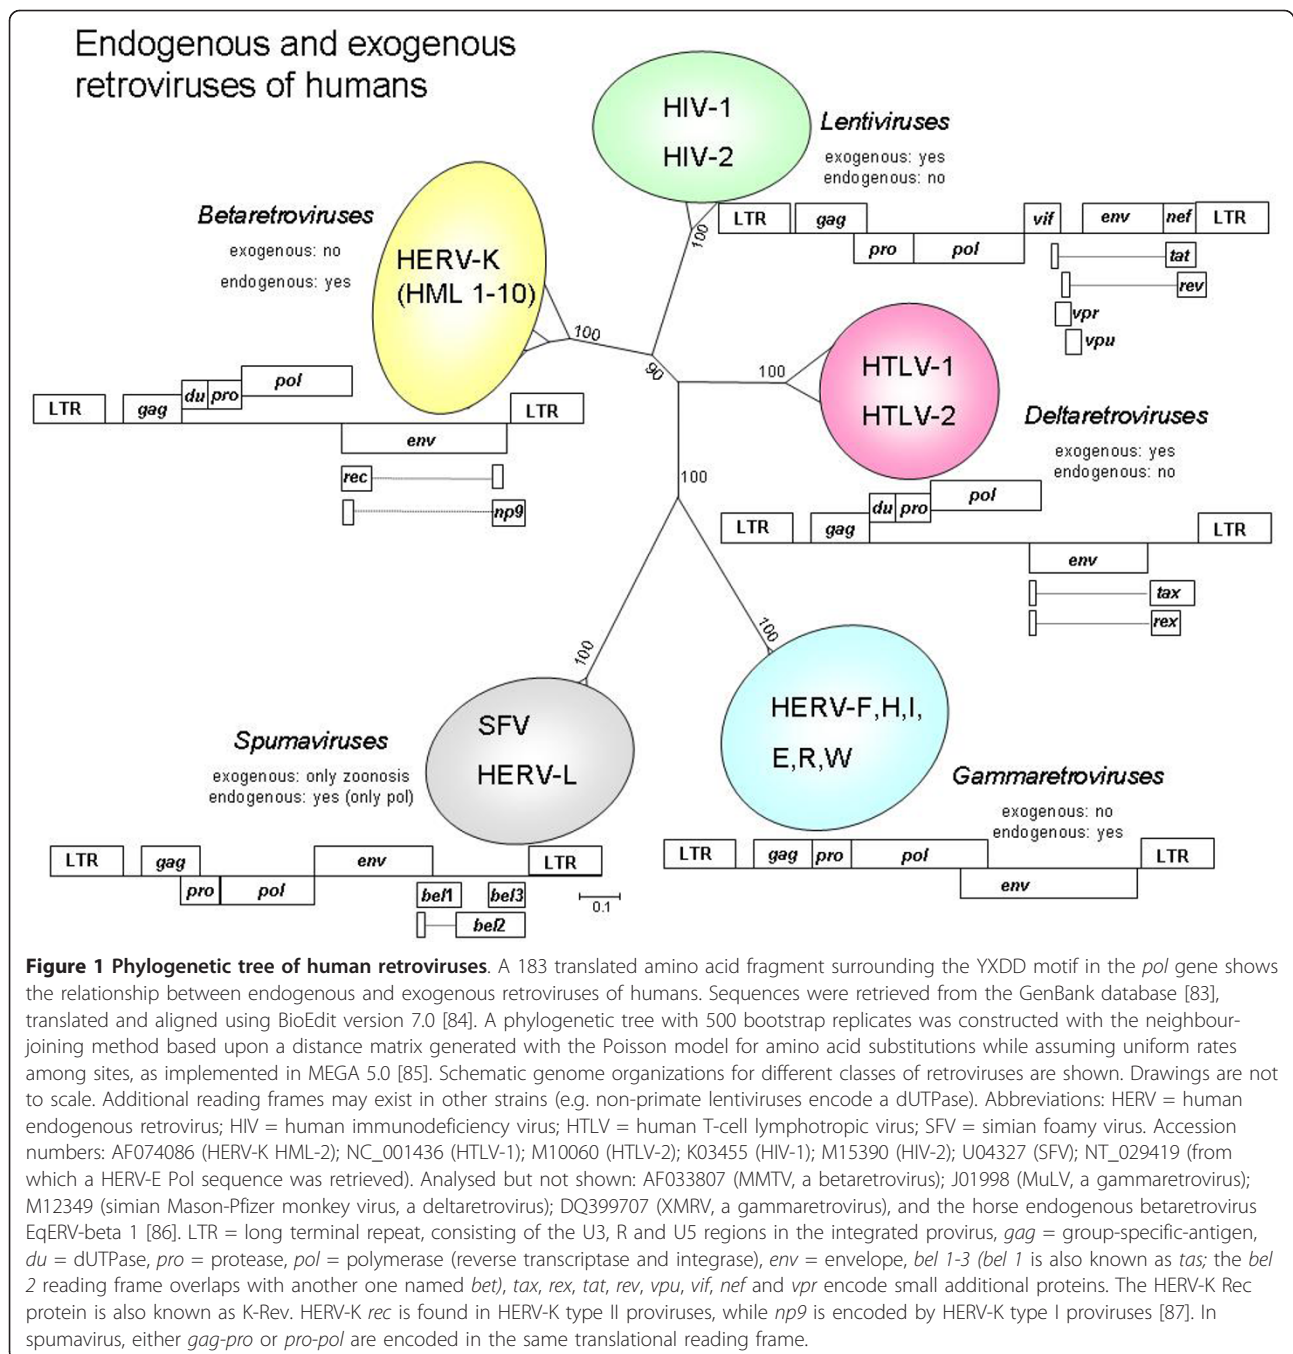 Endogenous and exogenous
retroviruses of humans
HIV-1
HIV-2
Lentiviruses
exogenous: yes
endogenous: no
LTR gag vif env nef LTR
pro pol
tat
rev
vpr
vpu
100
Betaretroviruses
exogenous: no
endogenous: yes
HERV-K
(HML 1-10)
100
90
LTR gag du pro pol LTR
env
rec
np9
100
HTLV-1
HTLV-2
Deltaretroviruses
exogenous: yes
endogenous: no
LTR gag du pro pol LTR
env
tax
rex
100
100
SFV
HERV-L
Spumaviruses
exogenous: only zoonosis
endogenous: yes (only pol)
LTR gag env LTR
pro pol bel1 bel3
bel2
0.1
100
HERV-F,H,I,
E,R,W
Gammaretroviruses
exogenous: no
endogenous: yes
LTR gag pro pol LTR
env
Figure 1 Phylogenetic tree of human retroviruses. A 183 translated amino acid fragment surrounding the YXDD motif in the pol gene shows
the relationship between endogenous and exogenous retroviruses of humans. Sequences were retrieved from the GenBank database [83],
translated and aligned using BioEdit version 7.0 [84]. A phylogenetic tree with 500 bootstrap replicates was constructed with the neighbour-
joining method based upon a distance matrix generated with the Poisson model for amino acid substitutions while assuming uniform rates
among sites, as implemented in MEGA 5.0 [85]. Schematic genome organizations for different classes of retroviruses are shown. Drawings are not
to scale. Additional reading frames may exist in other strains (e.g. non-primate lentiviruses encode a dUTPase). Abbreviations: HERV = human
endogenous retrovirus; HIV = human immunodeficiency virus; HTLV = human T-cell lymphotropic virus; SFV = simian foamy virus. Accession
numbers: AF074086 (HERV-K HML-2); NC_001436 (HTLV-1); M10060 (HTLV-2); K03455 (HIV-1); M15390 (HIV-2); U04327 (SFV); NT_029419 (from
which a HERV-E Pol sequence was retrieved). Analysed but not shown: AF033807 (MMTV, a betaretrovirus); J01998 (MuLV, a gammaretrovirus);
M12349 (simian Mason-Pfizer monkey virus, a deltaretrovirus); DQ399707 (XMRV, a gammaretrovirus), and the horse endogenous betaretrovirus
EqERV-beta 1 [86]. LTR = long terminal repeat, consisting of the U3, R and U5 regions in the integrated provirus, gag = group-specific-antigen,
du = dUTPase, pro = protease, pol = polymerase (reverse transcriptase and integrase), env = envelope, bel 1-3 (bel 1 is also known as tas; the bel
2 reading frame overlaps with another one named bet), tax, rex, tat, rev, vpu, vif, nef and vpr encode small additional proteins. The HERV-K Rec
protein is also known as K-Rev. HERV-K rec is found in HERV-K type II proviruses, while np9 is encoded by HERV-K type I proviruses [87]. In
spumavirus, either gag-pro or pro-pol are encoded in the same translational reading frame.